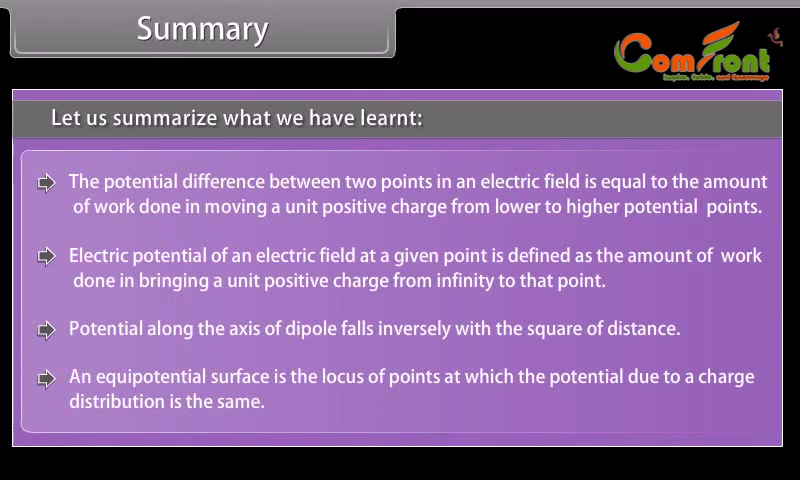 Summary
ComFront
Inspire, Guide, and Encourage
Let us summarize what we have learnt:
The potential difference between two points in an electric field is equal to the amount
of work done in moving a unit positive charge from lower to higher potential points.
Electric potential of an electric field at a given point is defined as the amount of work
done in bringing a unit positive charge from infinity to that point.
Potential along the axis of dipole falls inversely with the square of distance.
An equipotential surface is the locus of points at which the potential due to a charge
distribution is the same.